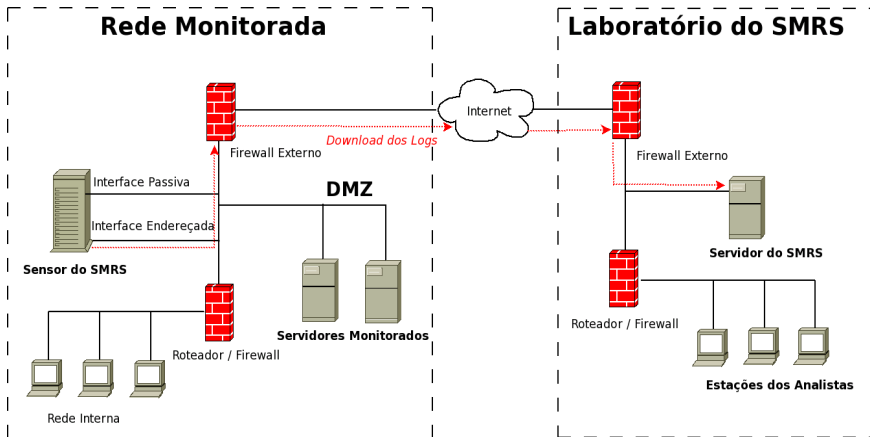 Rede Monitorada
Laboratório do SMRS
Internet
Download dos Logs
Firewall Externo
Firewall Externo
Interface Passiva
DMZ
Interface Endereçada
Servidor do SMRS
Sensor do SMRS
Servidores Monitorados
Roteador / Firewall
Roteador / Firewall
Estações dos Analistas
Rede Interna